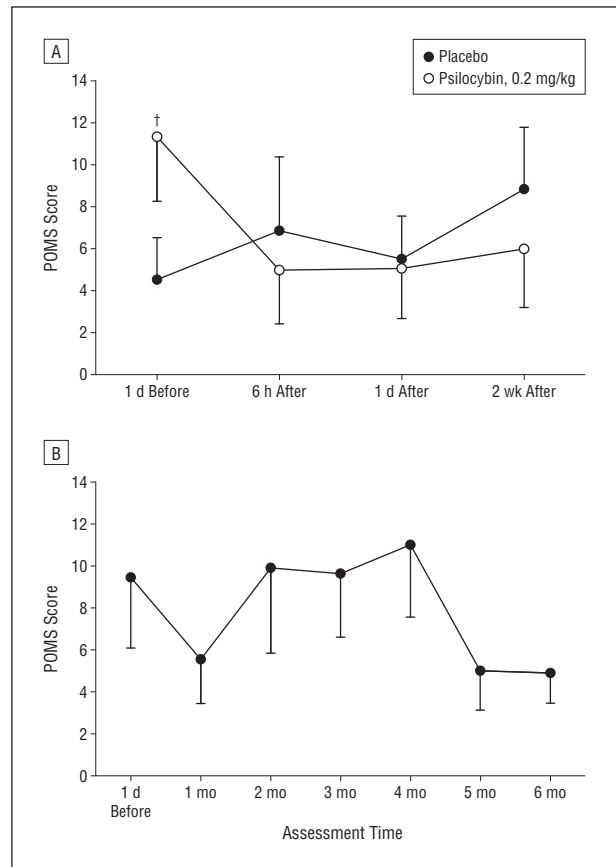 A
Placebo
Psilocybin, 0.2 mg/kg
14
12
10
8
6
4
2
0
POMS Score
†
1 d Before
6 h After
1 d After
2 wk After
B
14
12
10
8
6
4
2
0
POMS Score
1 d
Before
1 mo
2 mo
3 mo
4 mo
5 mo
6 mo
Assessment Time